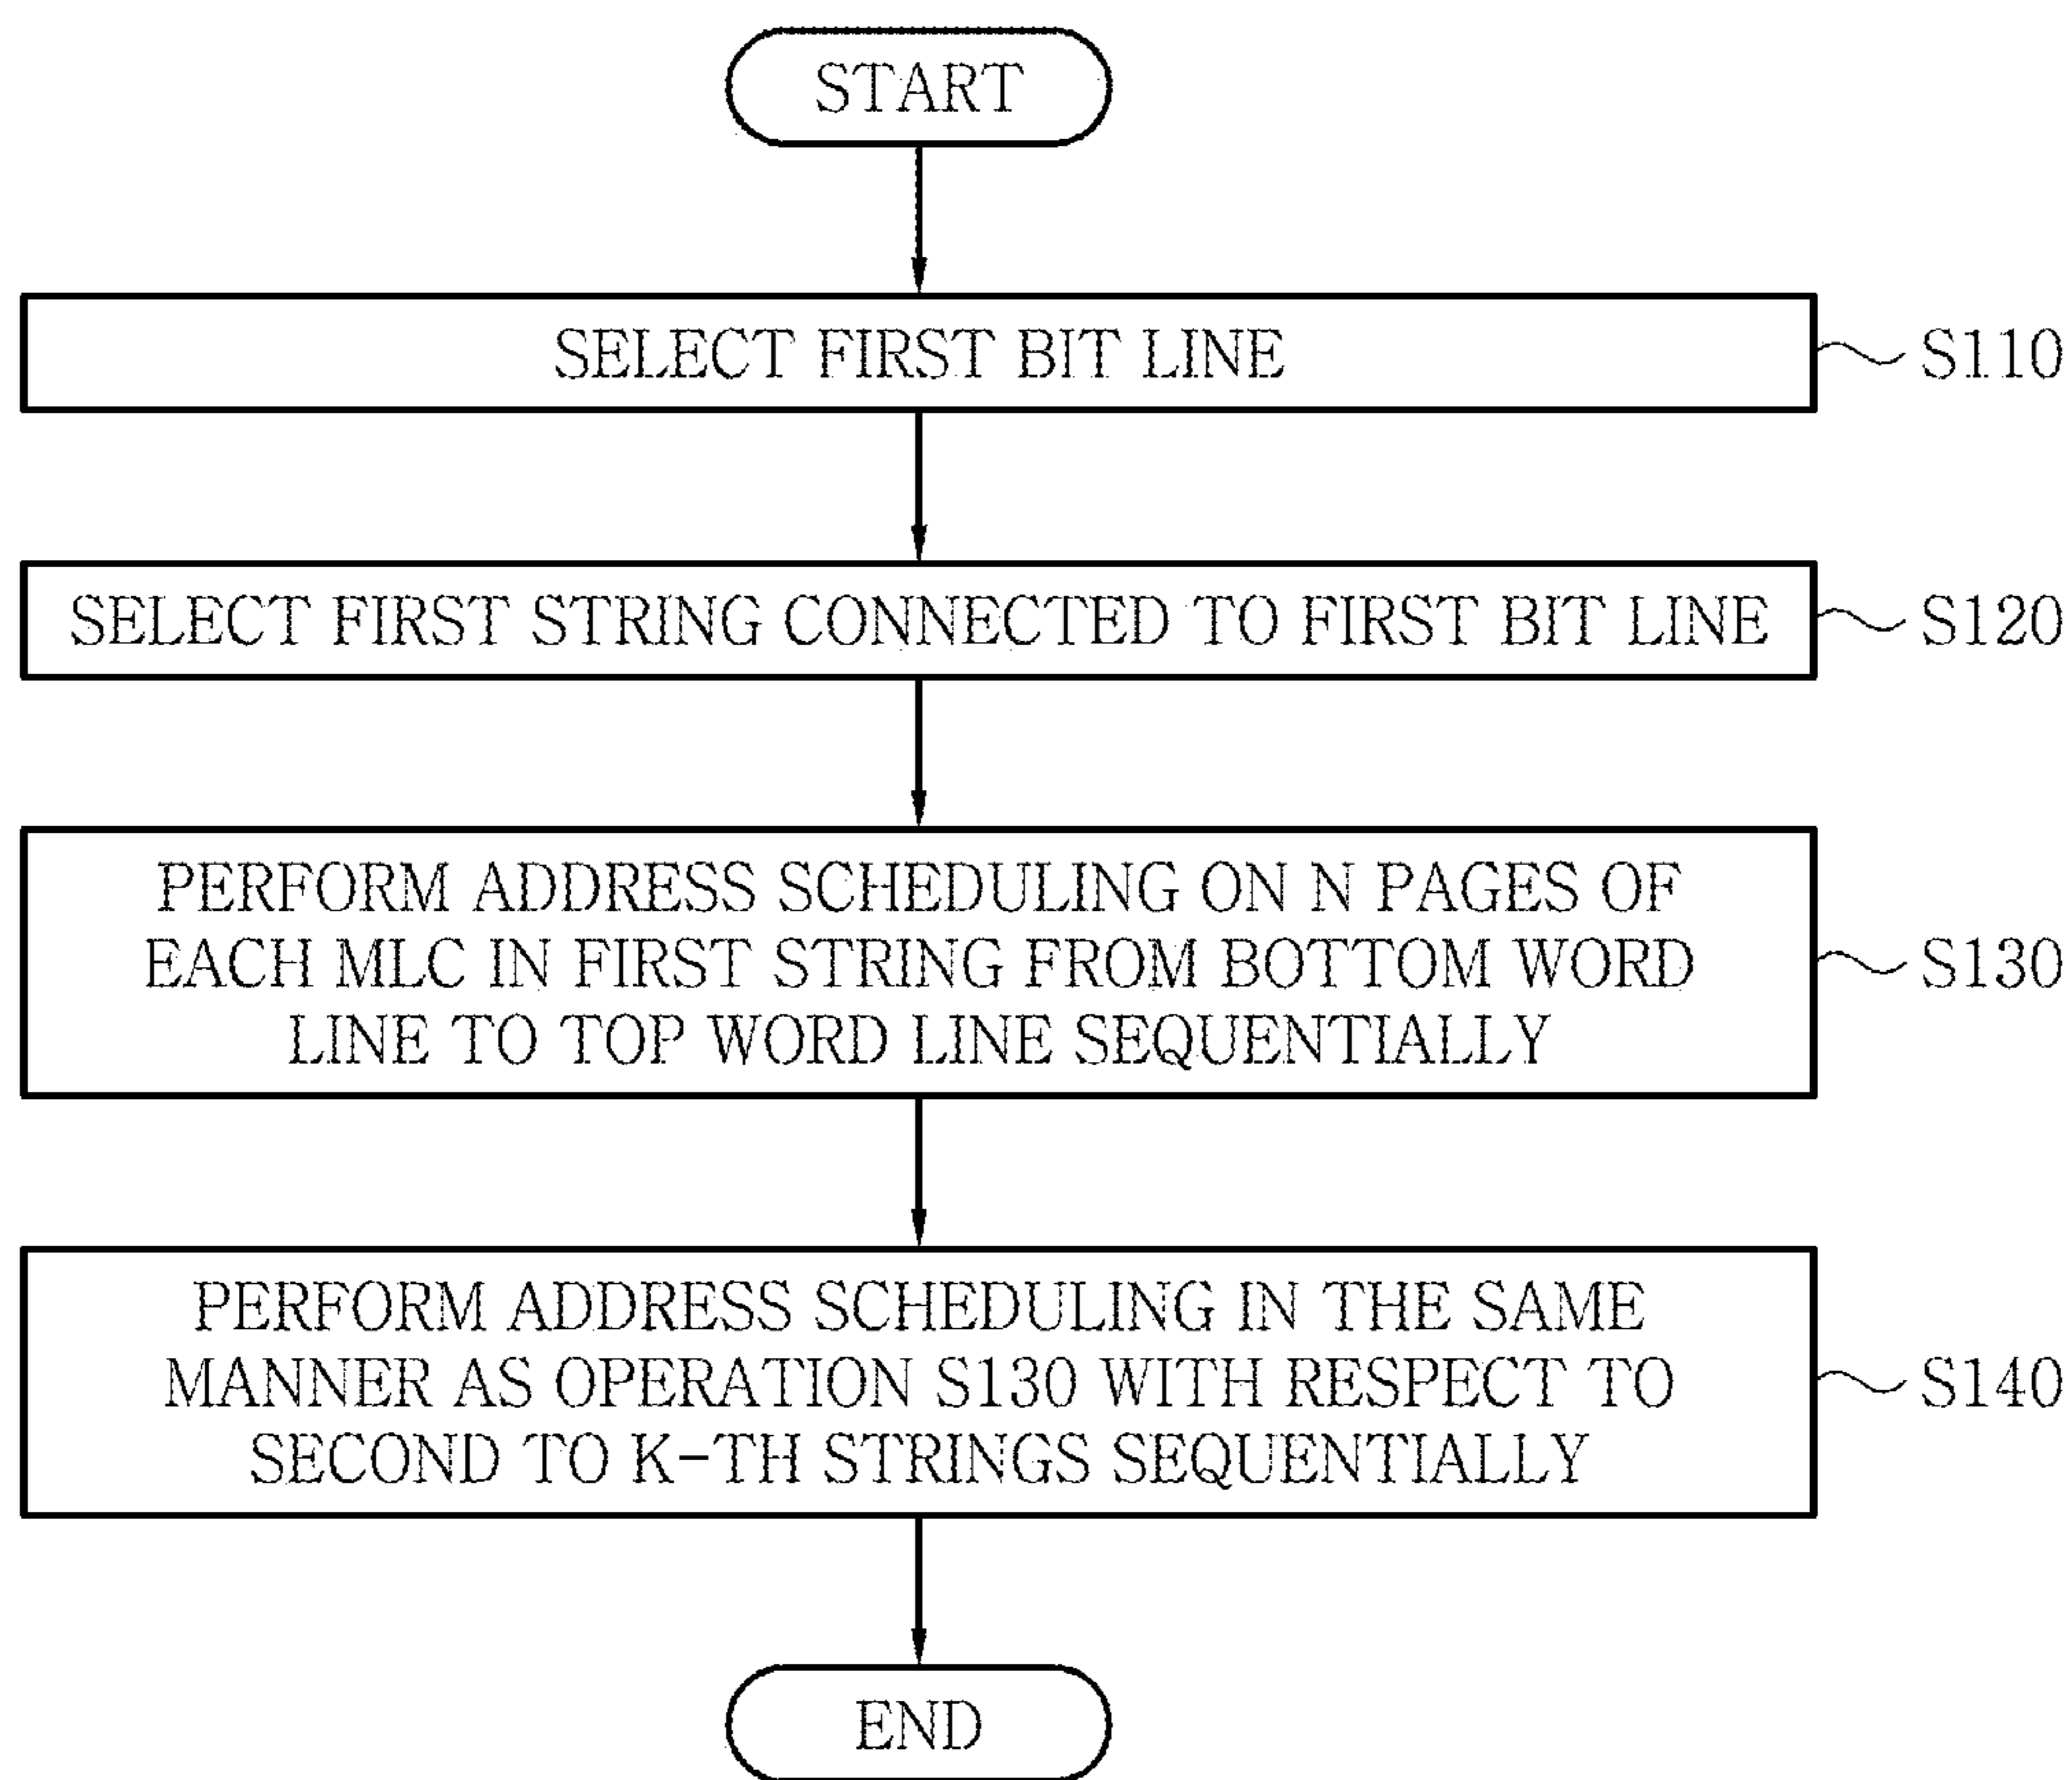 START
SELECT FIRST BIT LINE
S110
SELECT FIRST STRING CONNECTED TO FIRST BIT LINE
S120
PERFORM ADDRESS SCHEDULING ON N PAGES OF
EACH MLC IN FIRST STRING FROM BOTTOM WORD
LINE TO TOP WORD LINE SEQUENTIALLY
S130
PERFORM ADDRESS SCHEDULING IN THE SAME
MANNER AS OPERATION S130 WITH RESPECT TO
SECOND TO K-TH STRINGS SEQUENTIALLY
S140
END